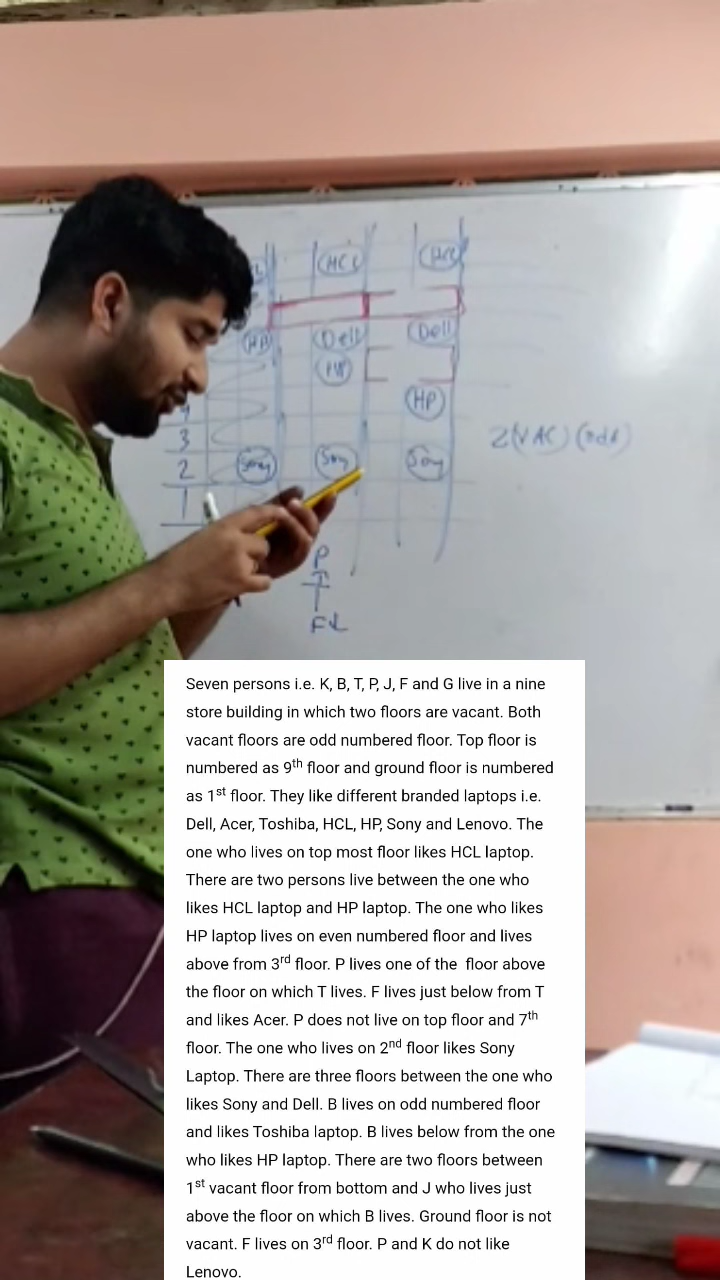 HCL HCL
HP Dell Dell
HP
HP
3
2 Sony Sony Sony
1
2(VAC)(odd)
P
T
F↓
Seven persons i.e. K, B, T, P, J, F and G live in a nine
store building in which two floors are vacant. Both
vacant floors are odd numbered floor. Top floor is
numbered as 9th floor and ground floor is numbered
as 1st floor. They like different branded laptops i.e.
Dell, Acer, Toshiba, HCL, HP, Sony and Lenovo. The
one who lives on top most floor likes HCL laptop.
There are two persons live between the one who
likes HCL laptop and HP laptop. The one who likes
HP laptop lives on even numbered floor and lives
above from 3rd floor. P lives one of the floor above
the floor on which T lives. F lives just below from T
and likes Acer. P does not live on top floor and 7th
floor. The one who lives on 2nd floor likes Sony
Laptop. There are three floors between the one who
likes Sony and Dell. B lives on odd numbered floor
and likes Toshiba laptop. B lives below from the one
who likes HP laptop. There are two floors between
1st vacant floor from bottom and J who lives just
above the floor on which B lives. Ground floor is not
vacant. F lives on 3rd floor. P and K do not like
Lenovo.